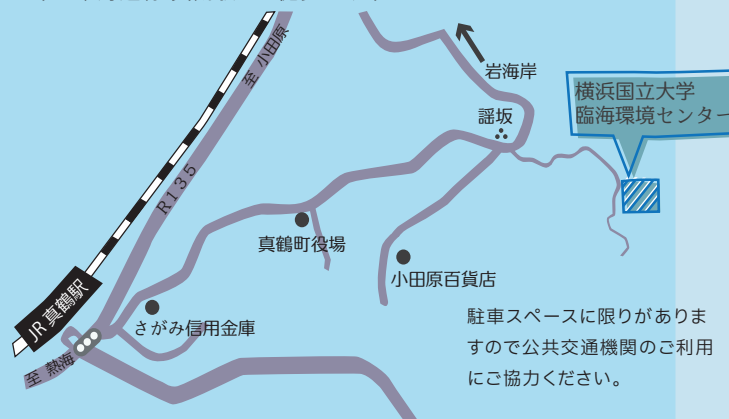 至 小田原
岩海岸
横浜国立大学
臨海環境センター
謡坂
R135
真鶴町役場
小田原百貨店
JR 真鶴駅
さがみ信用金庫
至 熱海
駐車スペースに限りがありま
すので公共交通機関のご利用
にご協力ください。